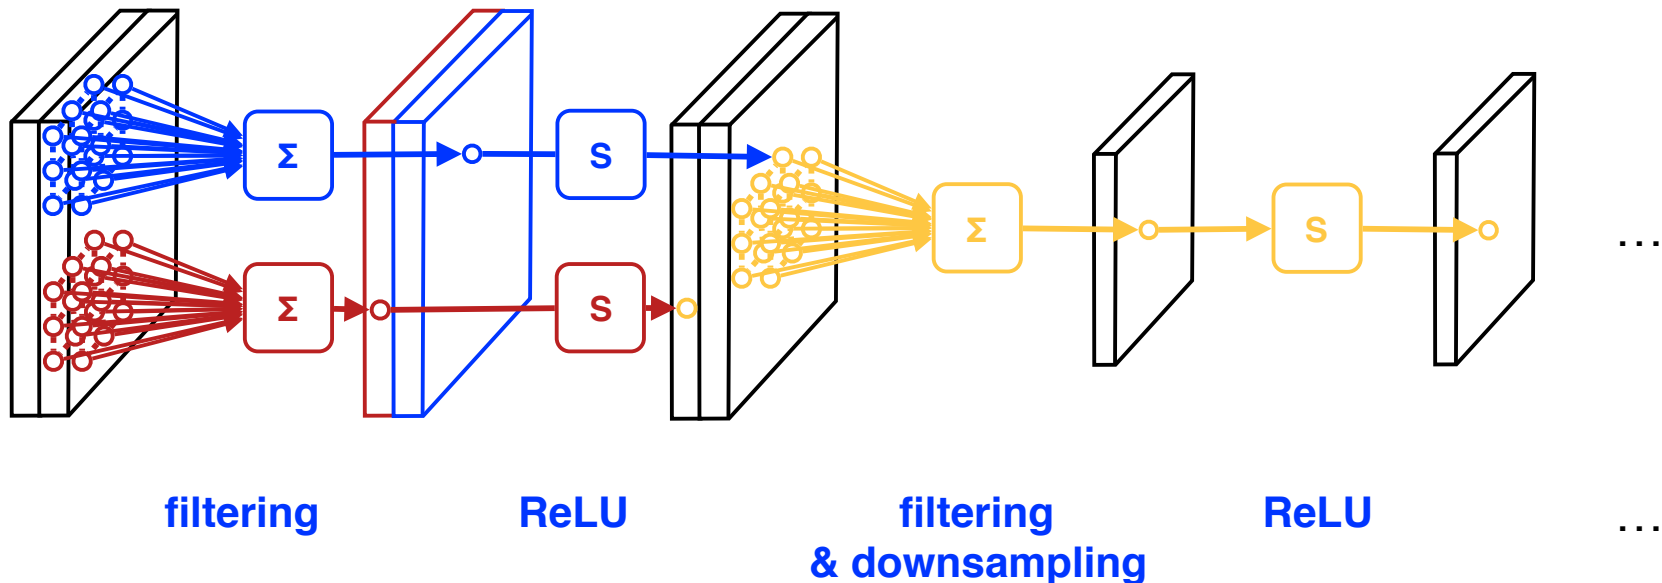 Σ S Σ S ...
Σ S
filtering ReLU filtering ReLU ...
& downsampling